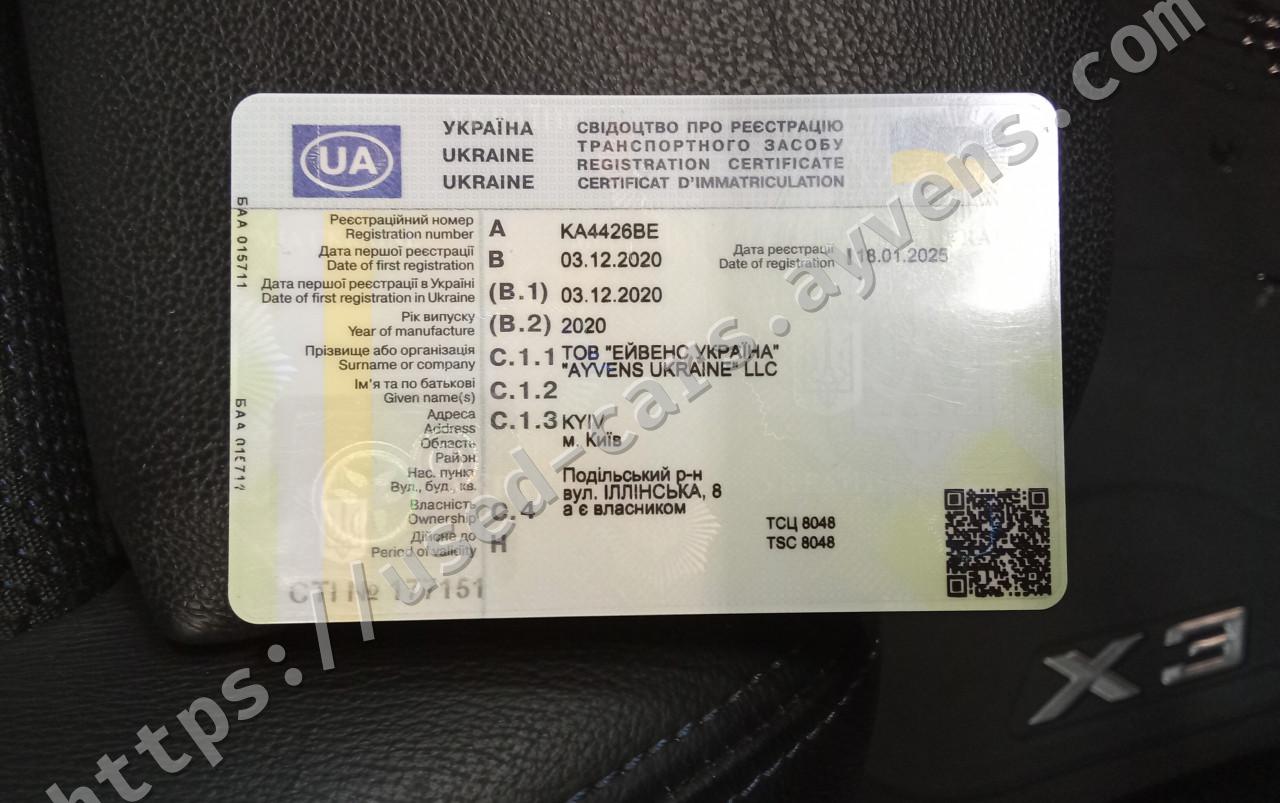 УКРАЇНА
UKRAINE
UKRAINE
СВІДОЦТВО ПРО РЕЄСТРАЦІЮ
ТРАНСПОРТНОГО ЗАСОБУ
REGISTRATION CERTIFICATE
CERTIFICAT D'IMMATRICULATION
UA
БАА 015711
Реєстраційний номер A KA4426BE
Registration number
Дата першої реєстрації B 03.12.2020
Date of first registration
Дата реєстрації 18.01.2025
Date of registration
Дата першої реєстрації в Україні (B.1) 03.12.2020
Date of first registration in Ukraine
Рік випуску (B.2) 2020
Year of manufacture
Прізвище або організація C.1.1 ТОВ "ЕЙВЕНС УКРАЇНА"
Surname or company "AYVENS UKRAINE" LLC
Ім'я та по батькові C.1.2
Given name(s)
Адреса C.1.3 KYIV
Address м. Київ
Область
Район Подільський р-н
Нас. пункт
Вул., буд., кв. вул. ІЛЛІНСЬКА, 8
Власність C.4 а є власником
Ownership
Дійсне до H
Period of validity
ТСЦ 8048
TSC 8048
СТІ № 177151
БАА 015711
X3
https://used-cars.ayvens.com